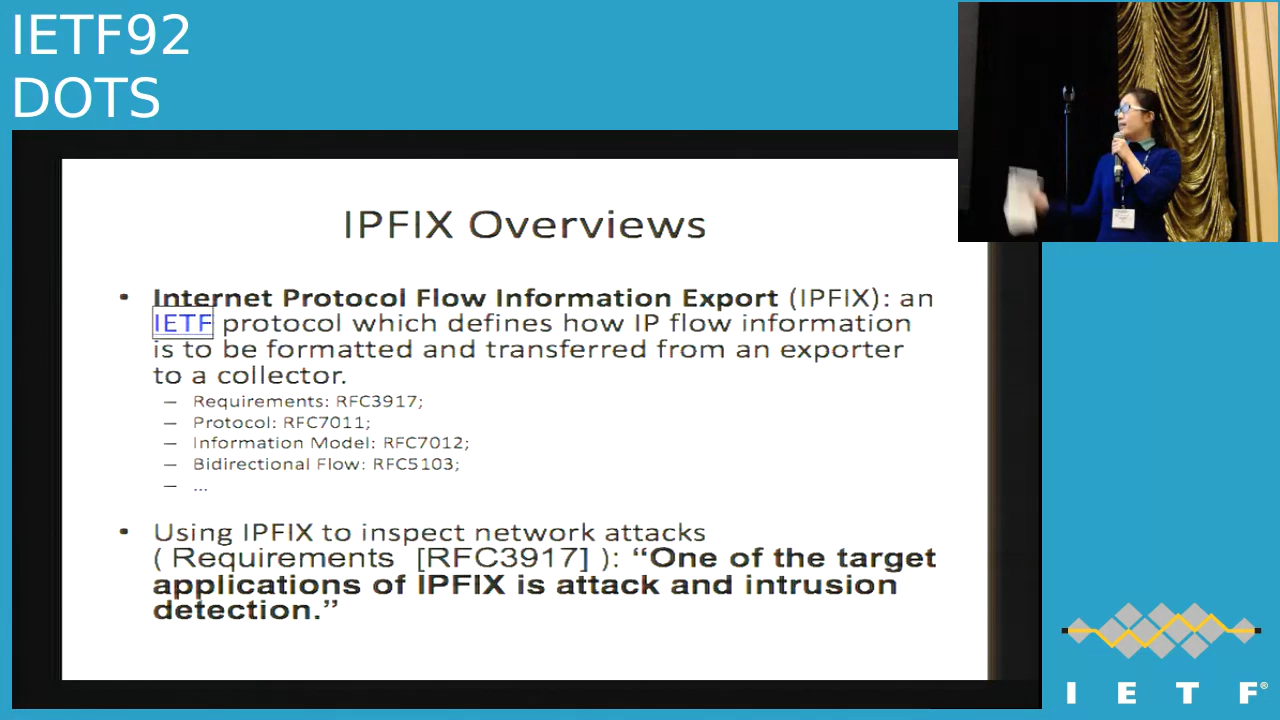 IETF92
DOTS
IPFIX Overviews
• Internet Protocol Flow Information Export (IPFIX): an
IETF protocol which defines how IP flow information
is to be formatted and transferred from an exporter
to a collector.
– Requirements: RFC3917;
– Protocol: RFC7011;
– Information Model: RFC7012;
– Bidirectional Flow: RFC5103;
– ...
• Using IPFIX to inspect network attacks
( Requirements [RFC3917] ): “One of the target
applications of IPFIX is attack and intrusion
detection.”
I E T F®